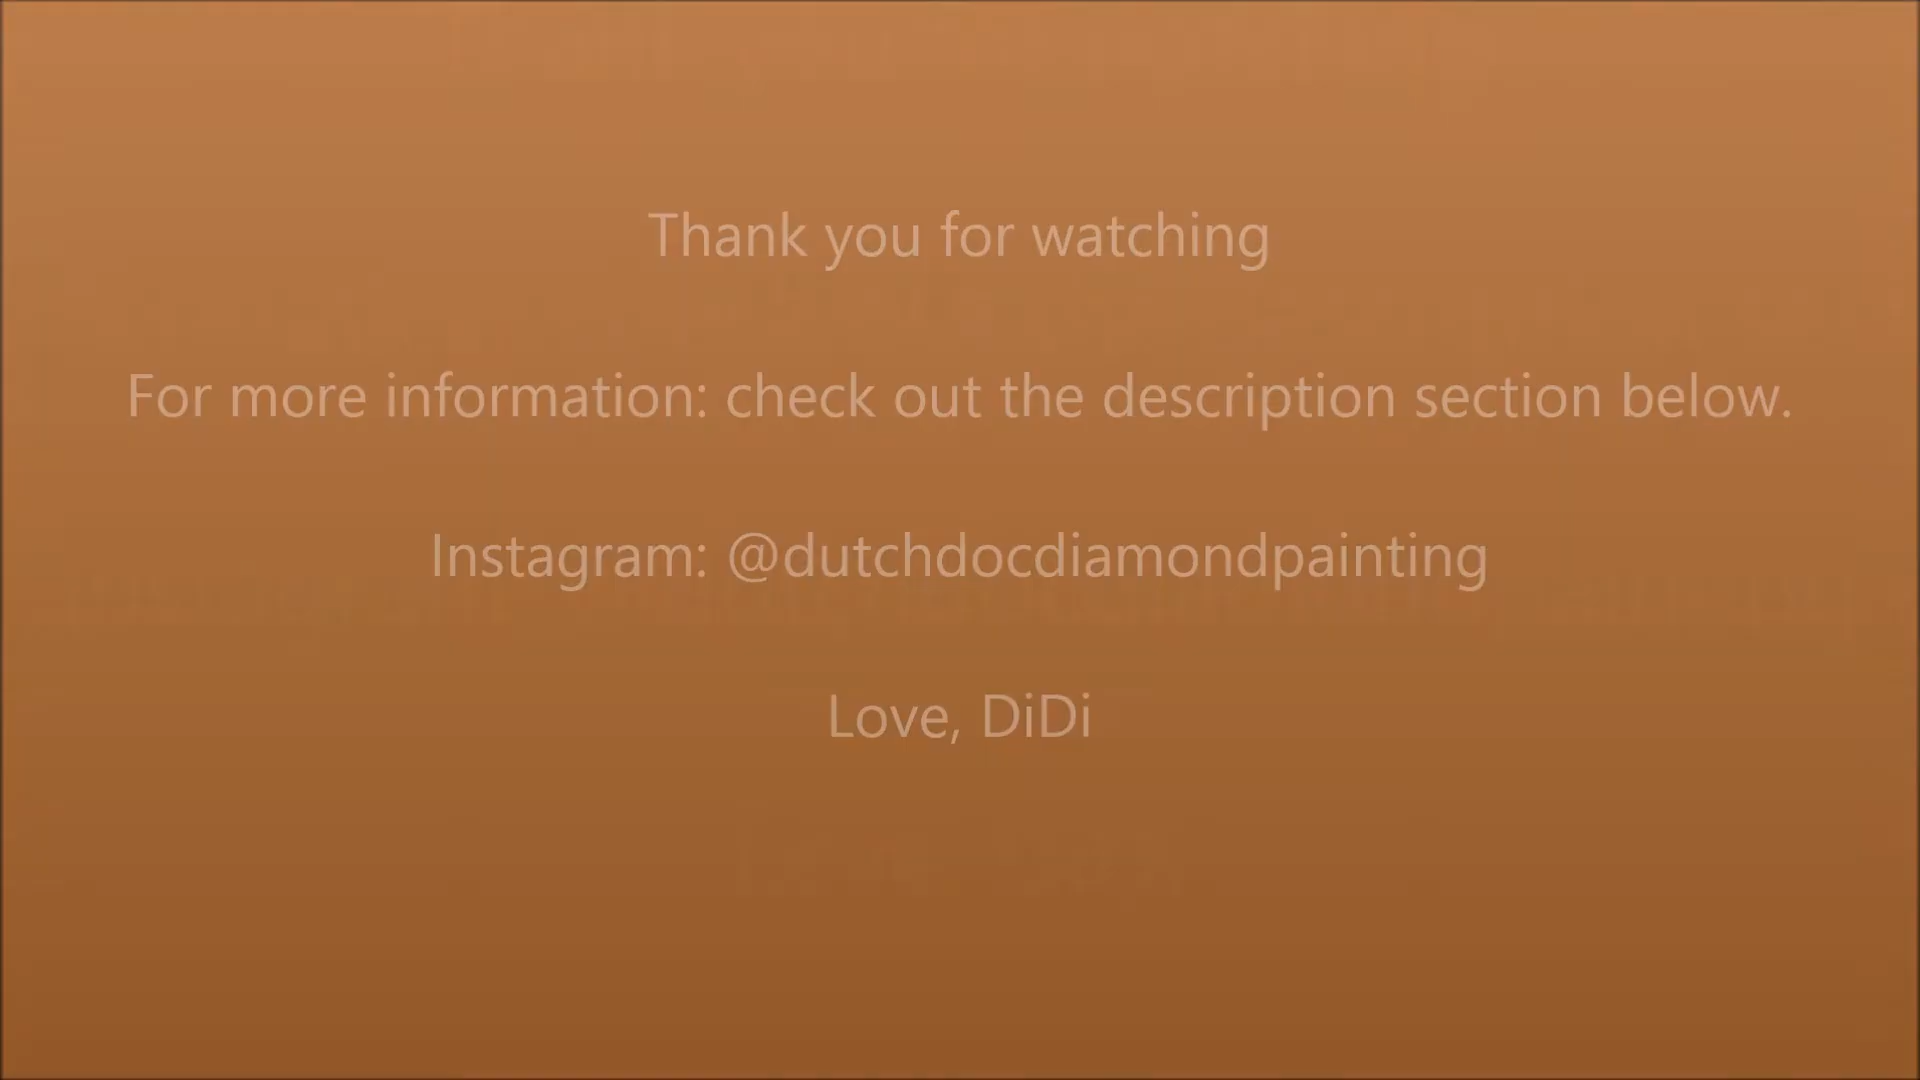 Thank you for watching
For more information: check out the description section below.
Instagram: @dutchdocdiamondpainting
Love, DiDi